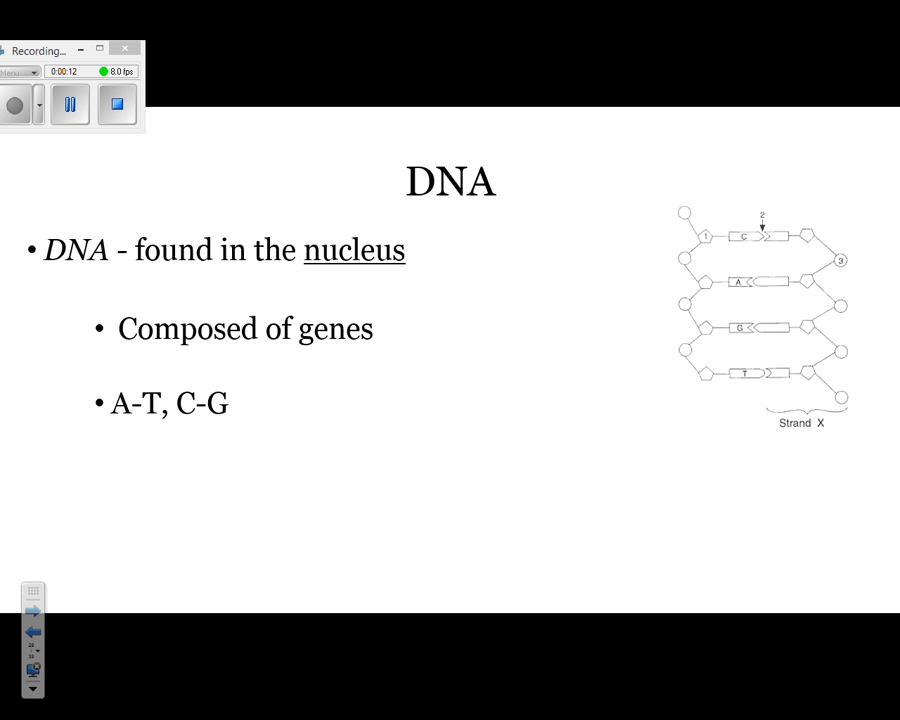 Recording...
Menu
0:00:12
8.0 fps
DNA
• DNA - found in the nucleus
• Composed of genes
• A-T, C-G
2
1
C
3
A
G
T
Strand X